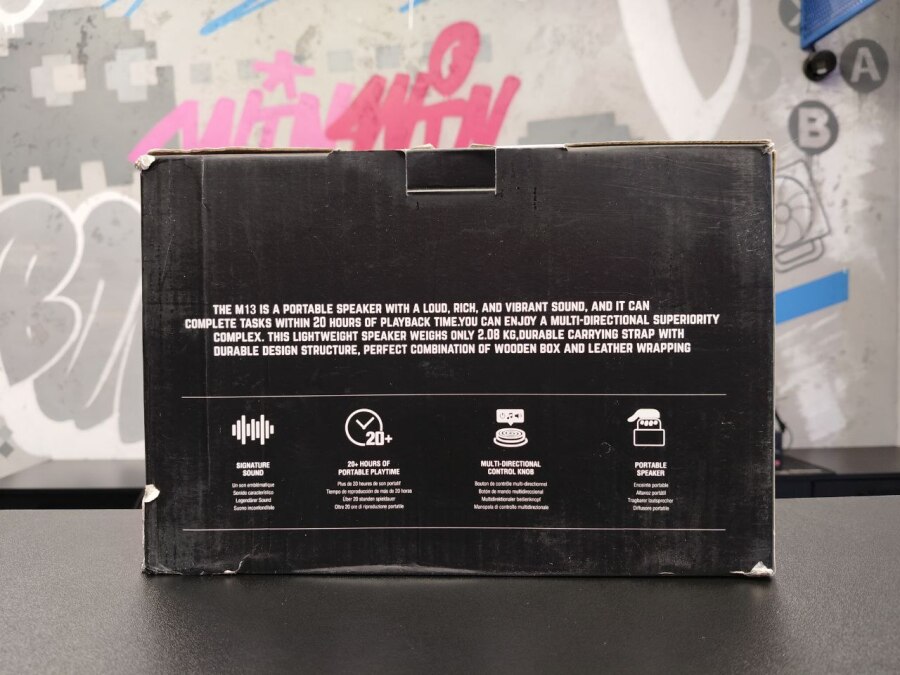 A
B
THE M13 IS A PORTABLE SPEAKER WITH A LOUD, RICH, AND VIBRANT SOUND, AND IT CAN
COMPLETE TASKS WITHIN 20 HOURS OF PLAYBACK TIME.YOU CAN ENJOY A MULTI-DIRECTIONAL SUPERIORITY
COMPLEX. THIS LIGHTWEIGHT SPEAKER WEIGHS ONLY 2.08 KG,DURABLE CARRYING STRAP WITH
DURABLE DESIGN STRUCTURE, PERFECT COMBINATION OF WOODEN BOX AND LEATHER WRAPPING
20+
SIGNATURE
SOUND
Un son emblématique
Sonido característico
Legendärer Sound
Suono inconfondibile
20+ HOURS OF
PORTABLE PLAYTIME
Plus de 20 heures de son portatif
Tiempo de reproducción de más de 20 horas
Über 20 stunden spieldauer
Oltre 20 ore di riproduzione portatile
MULTI-DIRECTIONAL
CONTROL KNOB
Bouton de contrôle multi-directionnel
Botón de mando multidireccional
Multidirektionaler bedienknopf
Manopola di controllo multidirezionale
PORTABLE
SPEAKER
Enceinte portable
Altavoz portátil
Tragbarer lautsprecher
Diffusore portatile